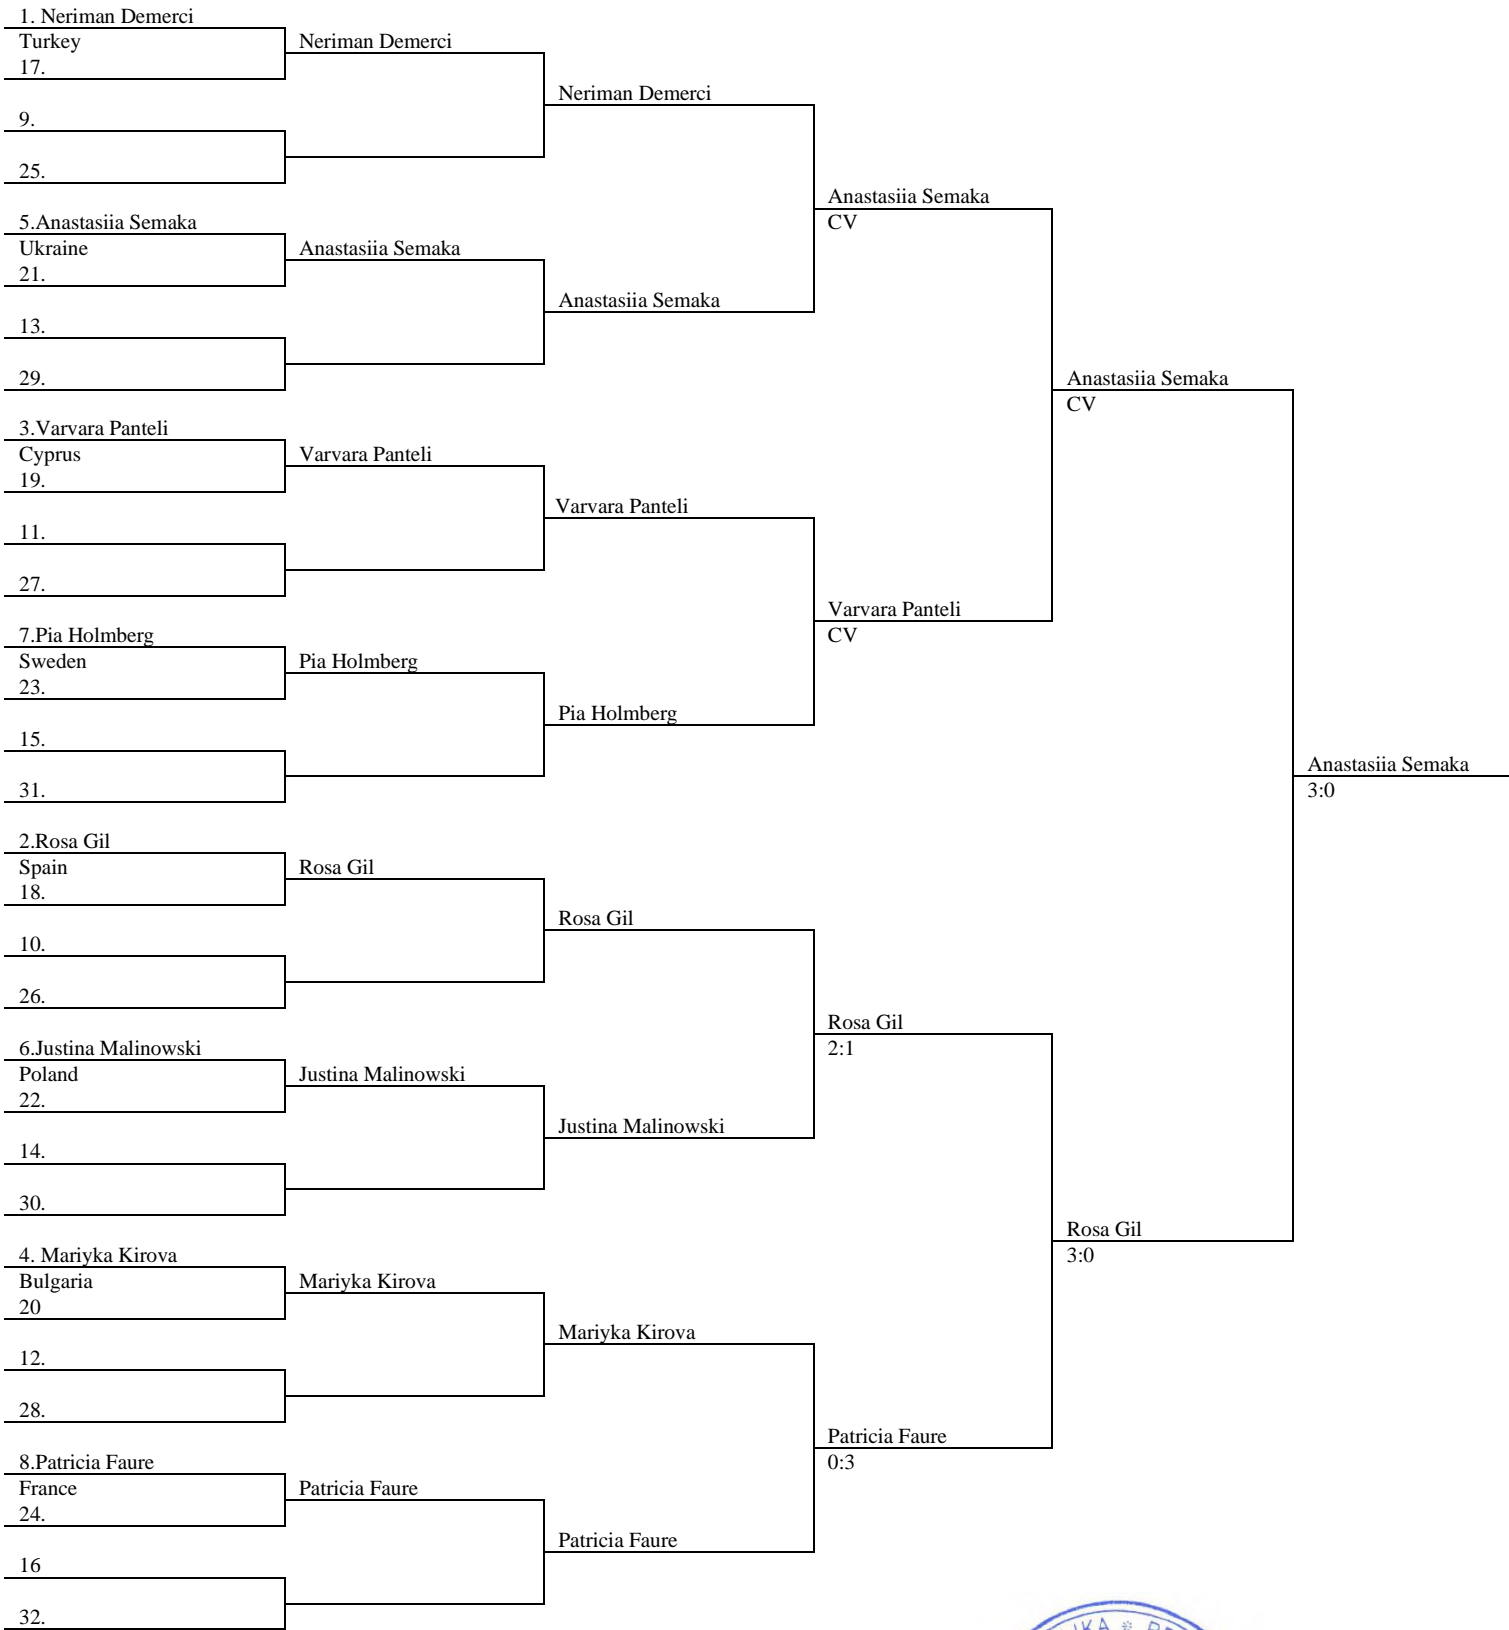 1. Neriman Demerci
Turkey
17.
9.
25.
5.Anastasiia Semaka
Ukraine
21.
13.
29.
3.Varvara Panteli
Cyprus
19.
11.
27.
7.Pia Holmberg
Sweden
23.
15.
31.
2.Rosa Gil
Spain
18.
10.
26.
6.Justina Malinowski
Poland
22.
14.
30.
4. Mariyka Kirova
Bulgaria
20
12.
28.
8.Patricia Faure
France
24.
16
32.
Neriman Demerci
Anastasiia Semaka
Varvara Panteli
Pia Holmberg
Rosa Gil
Justina Malinowski
Mariyka Kirova
Patricia Faure
Neriman Demerci
Anastasiia Semaka
Varvara Panteli
Pia Holmberg
Rosa Gil
Justina Malinowski
Mariyka Kirova
Patricia Faure
Anastasiia Semaka
CV
Varvara Panteli
CV
Rosa Gil
2:1
Patricia Faure
0:3
Anastasiia Semaka
CV
Rosa Gil
3:0
Anastasiia Semaka
3:0